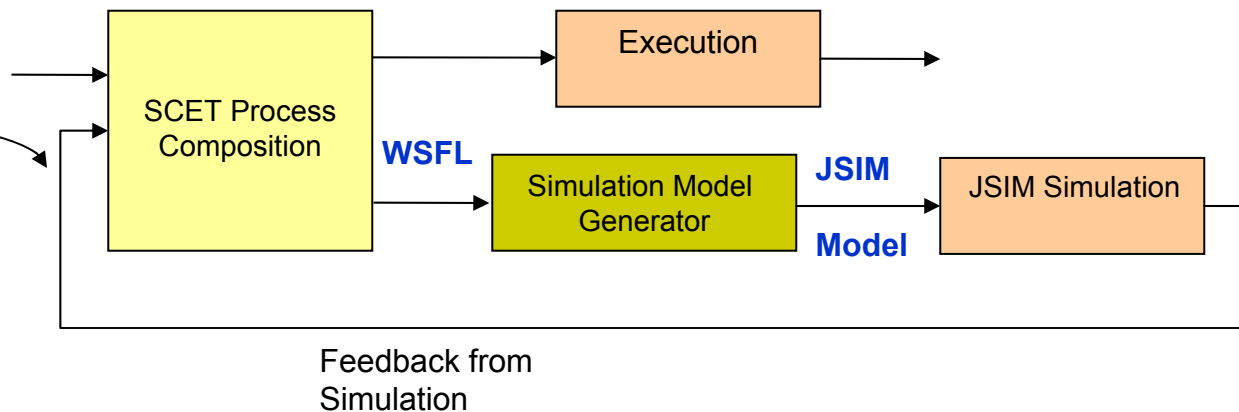 Execution
SCET Process
Composition
WSFL
Simulation Model
Generator
JSIM
Model
JSIM Simulation
Feedback from
Simulation